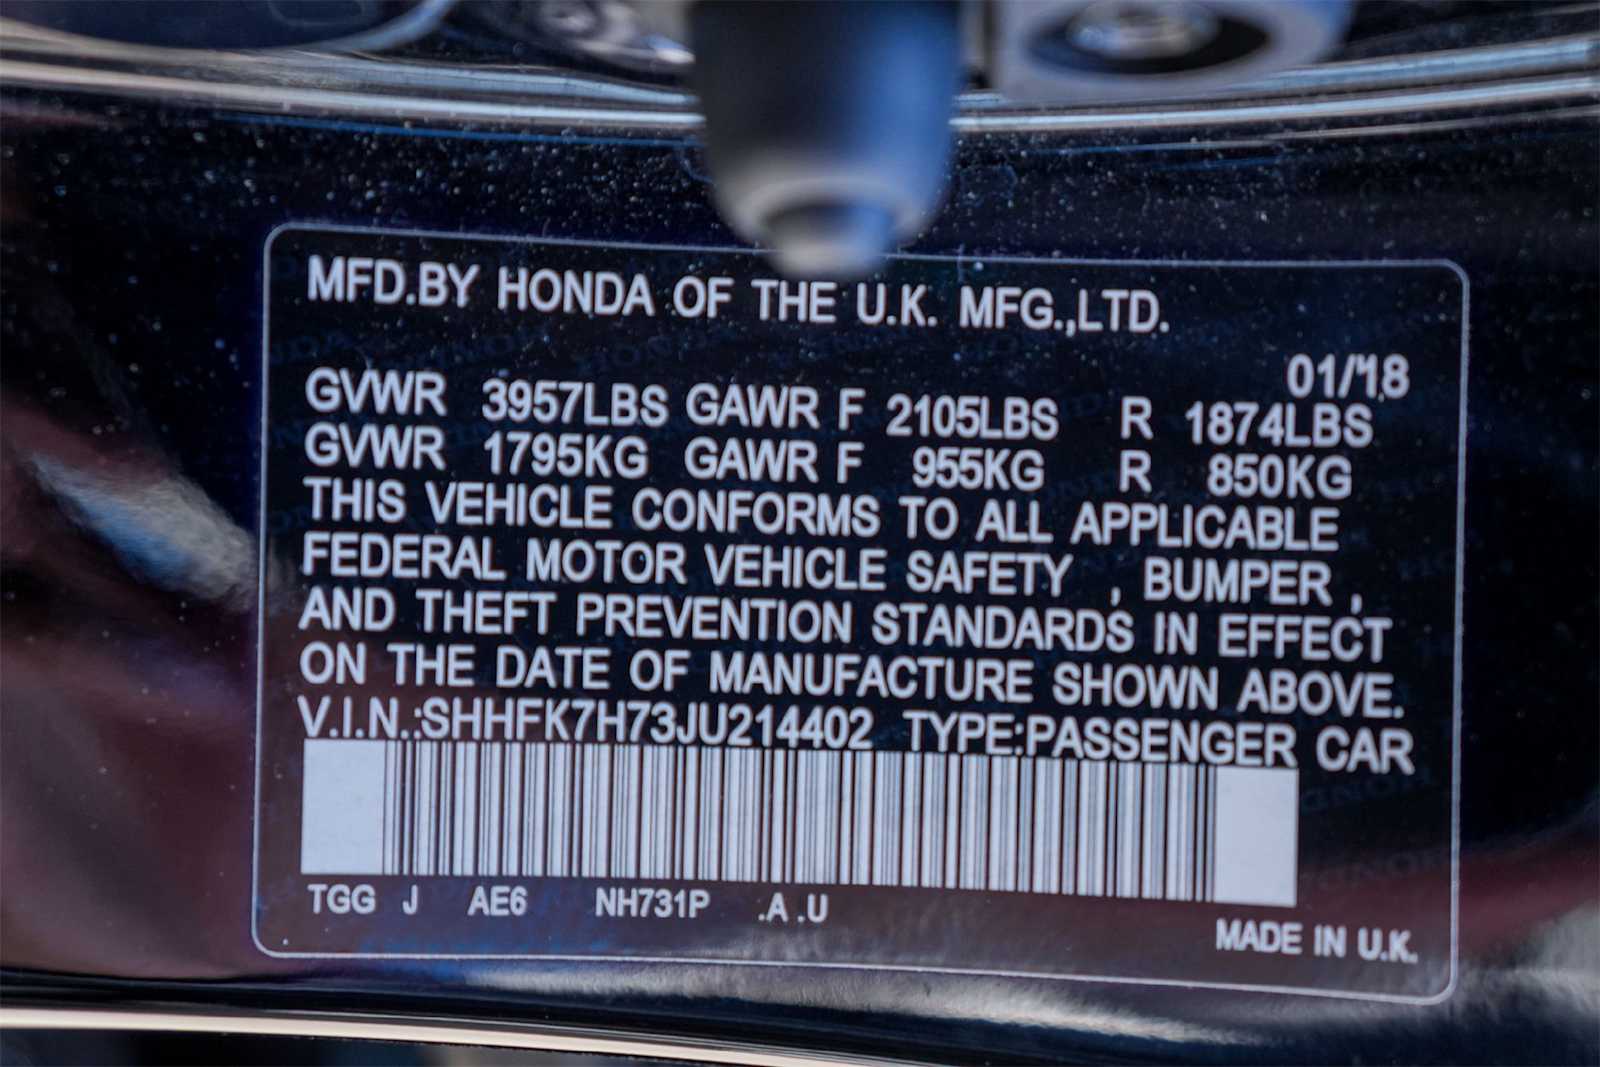 MFD.BY HONDA OF THE U.K. MFG.,LTD.
01/'18
GVWR 3957LBS GAWR F 2105LBS R 1874LBS
GVWR 1795KG GAWR F 955KG R 850KG
THIS VEHICLE CONFORMS TO ALL APPLICABLE
FEDERAL MOTOR VEHICLE SAFETY , BUMPER ,
AND THEFT PREVENTION STANDARDS IN EFFECT
ON THE DATE OF MANUFACTURE SHOWN ABOVE.
V.I.N.:SHHFK7H73JU214402 TYPE:PASSENGER CAR
TGG J AE6 NH731P .A .U
MADE IN U.K.